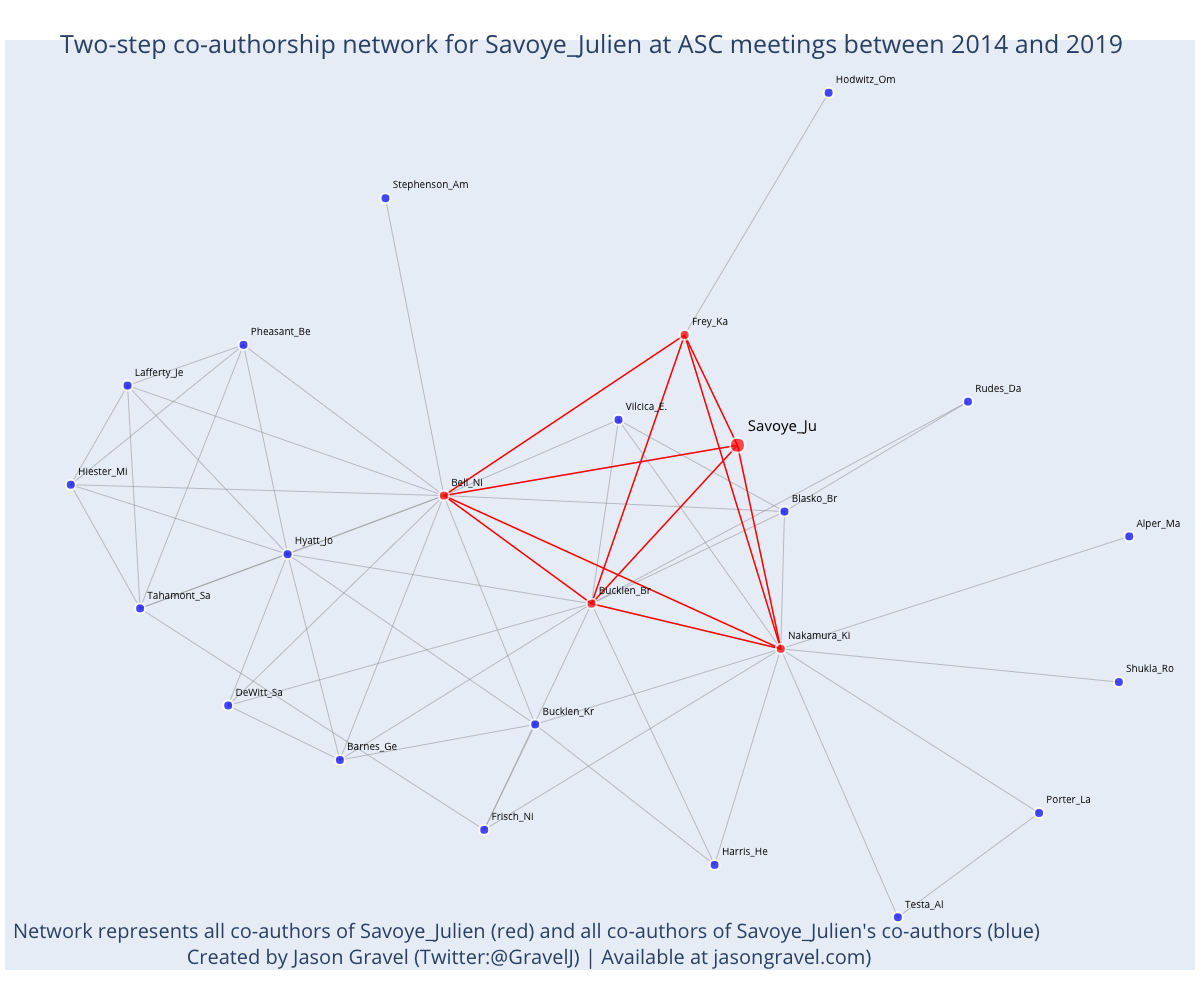 Two-step co-authorship network for Savoye_Julien at ASC meetings between 2014 and 2019
Hodwitz_Om
Stephenson_Am
Frey_Ka
Pheasant_Be
Lafferty_Je
Rudes_Da
Vilcica_E.
Savoye_Ju
Hiester_Mi
Bell_Ni
Blasko_Br
Alper_Ma
Hyatt_Jo
Bucklen_Br
Tahamont_Sa
Nakamura_Ki
Shukla_Ro
DeWitt_Sa
Bucklen_Kr
Barnes_Ge
Porter_La
Frisch_Ni
Harris_He
Testa_Al
Network represents all co-authors of Savoye_Julien (red) and all co-authors of Savoye_Julien's co-authors (blue)
Created by Jason Gravel (Twitter:@GravelJ) | Available at jasongravel.com)